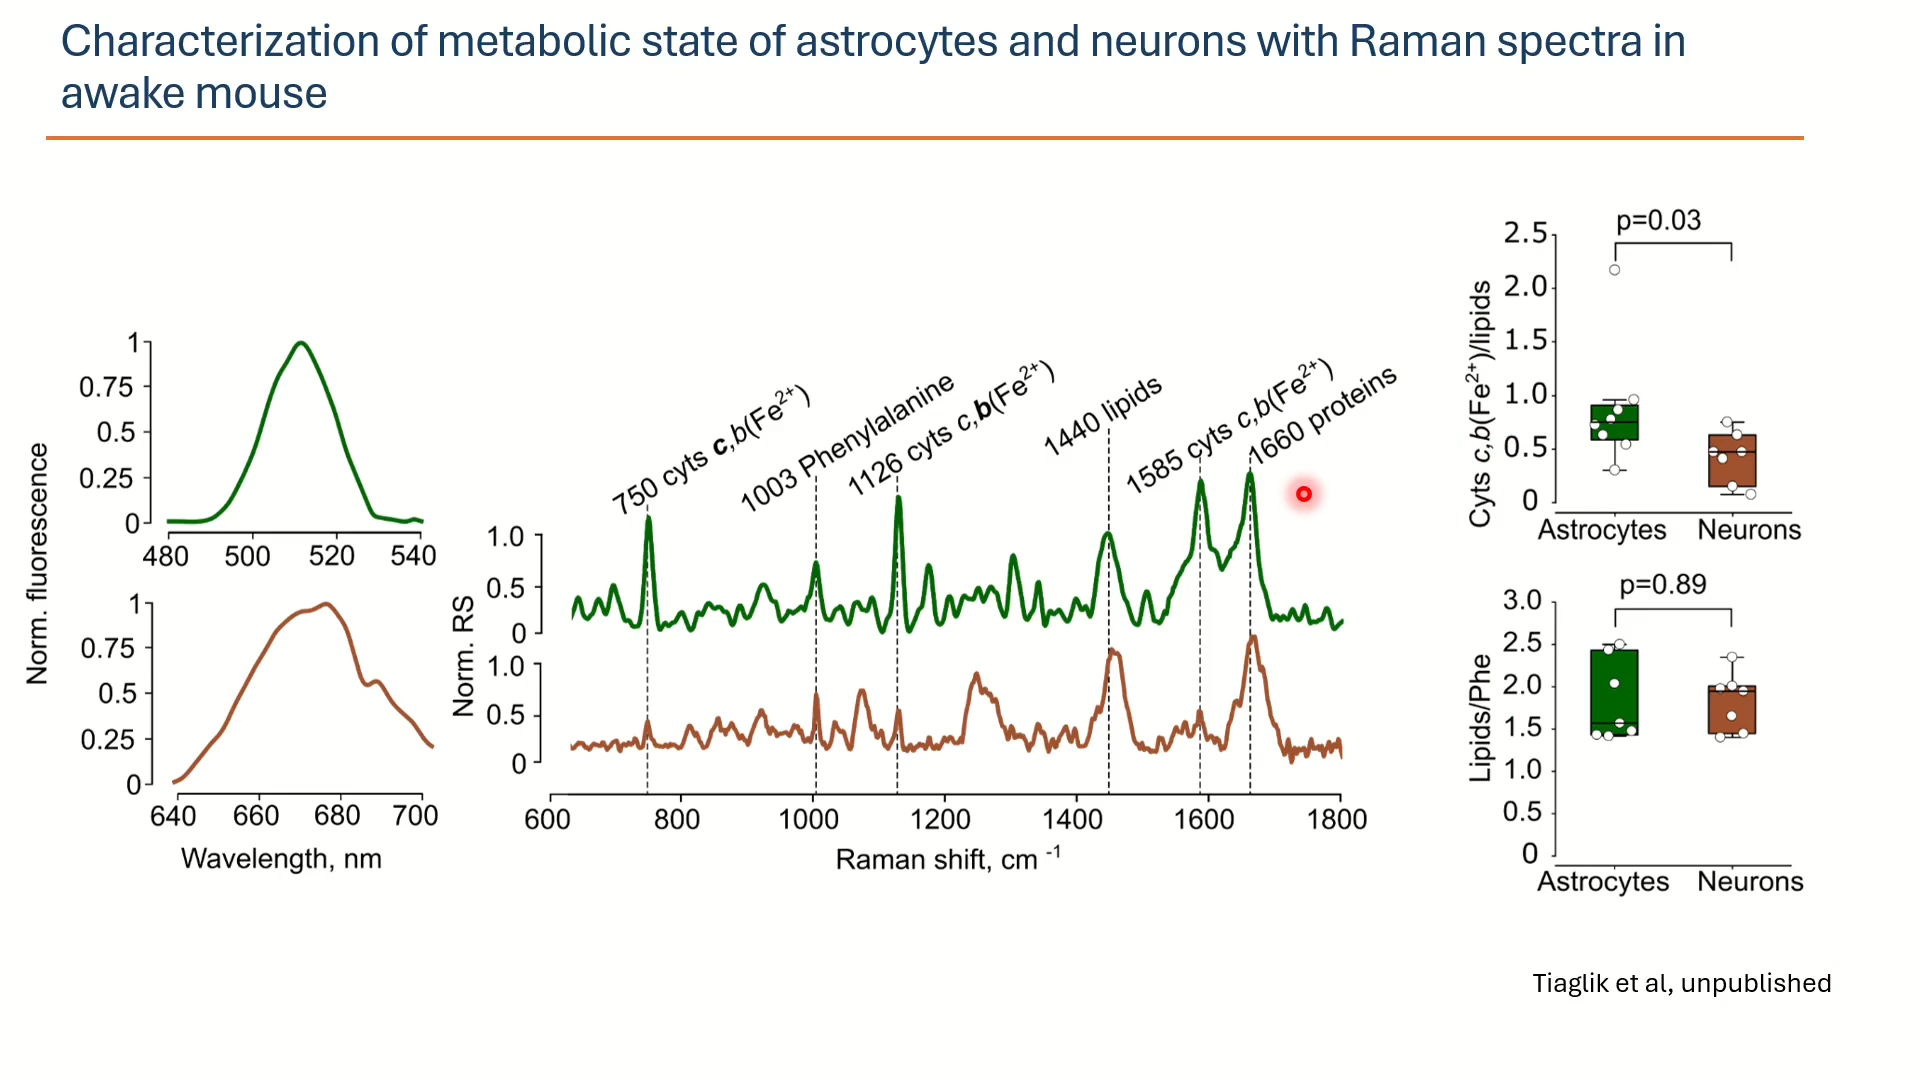 Characterization of metabolic state of astrocytes and neurons with Raman spectra in
awake mouse
Norm. fluorescence
1
0.75
0.5
0.25
0
480 500 520 540
1
0.75
0.5
0.25
0
640 660 680 700
Wavelength, nm
750 cyts c,b(Fe²⁺)
1003 Phenylalanine
1126 cyts c,b(Fe²⁺)
1440 lipids
1585 cyts c,b(Fe²⁺)
1660 proteins
Norm. RS
1.0
0.5
0
1.0
0.5
0
600 800 1000 1200 1400 1600 1800
Raman shift, cm ⁻¹
p=0.03
Cyts c,b(Fe²⁺)/lipids
2.5
2.0
1.5
1.0
0.5
0
Astrocytes Neurons
p=0.89
Lipids/Phe
3.0
2.5
2.0
1.5
1.0
0.5
0
Astrocytes Neurons
Tiaglik et al, unpublished